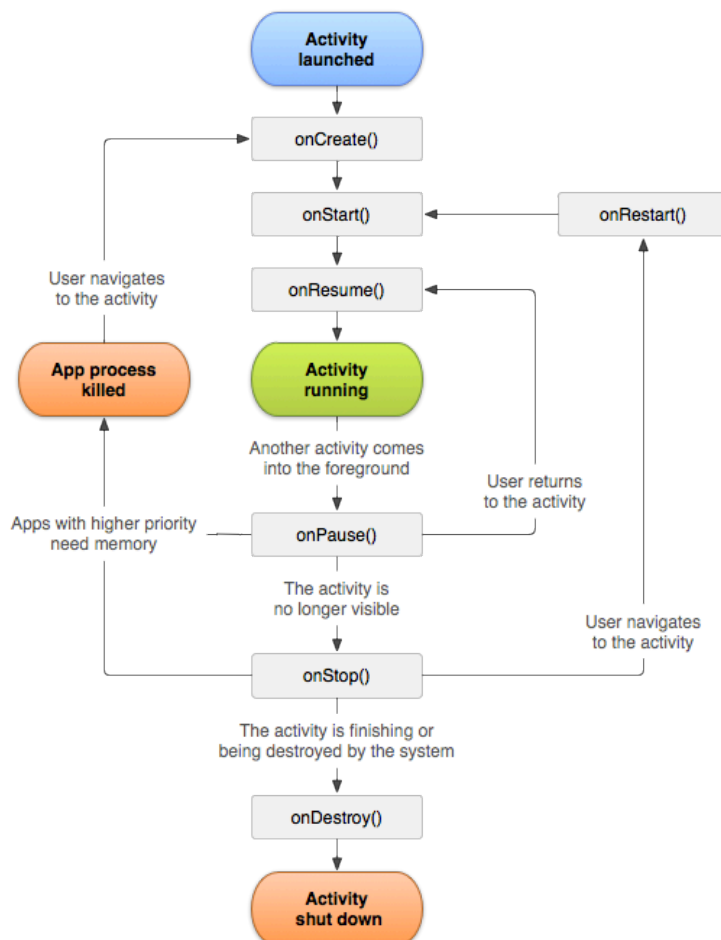 Activity
launched
onCreate()
onStart()
onRestart()
User navigates
to the activity
onResume()
App process
killed
Activity
running
Another activity comes
into the foreground
User returns
to the activity
Apps with higher priority
need memory
onPause()
The activity is
no longer visible
User navigates
to the activity
onStop()
The activity is finishing or
being destroyed by the system
onDestroy()
Activity
shut down